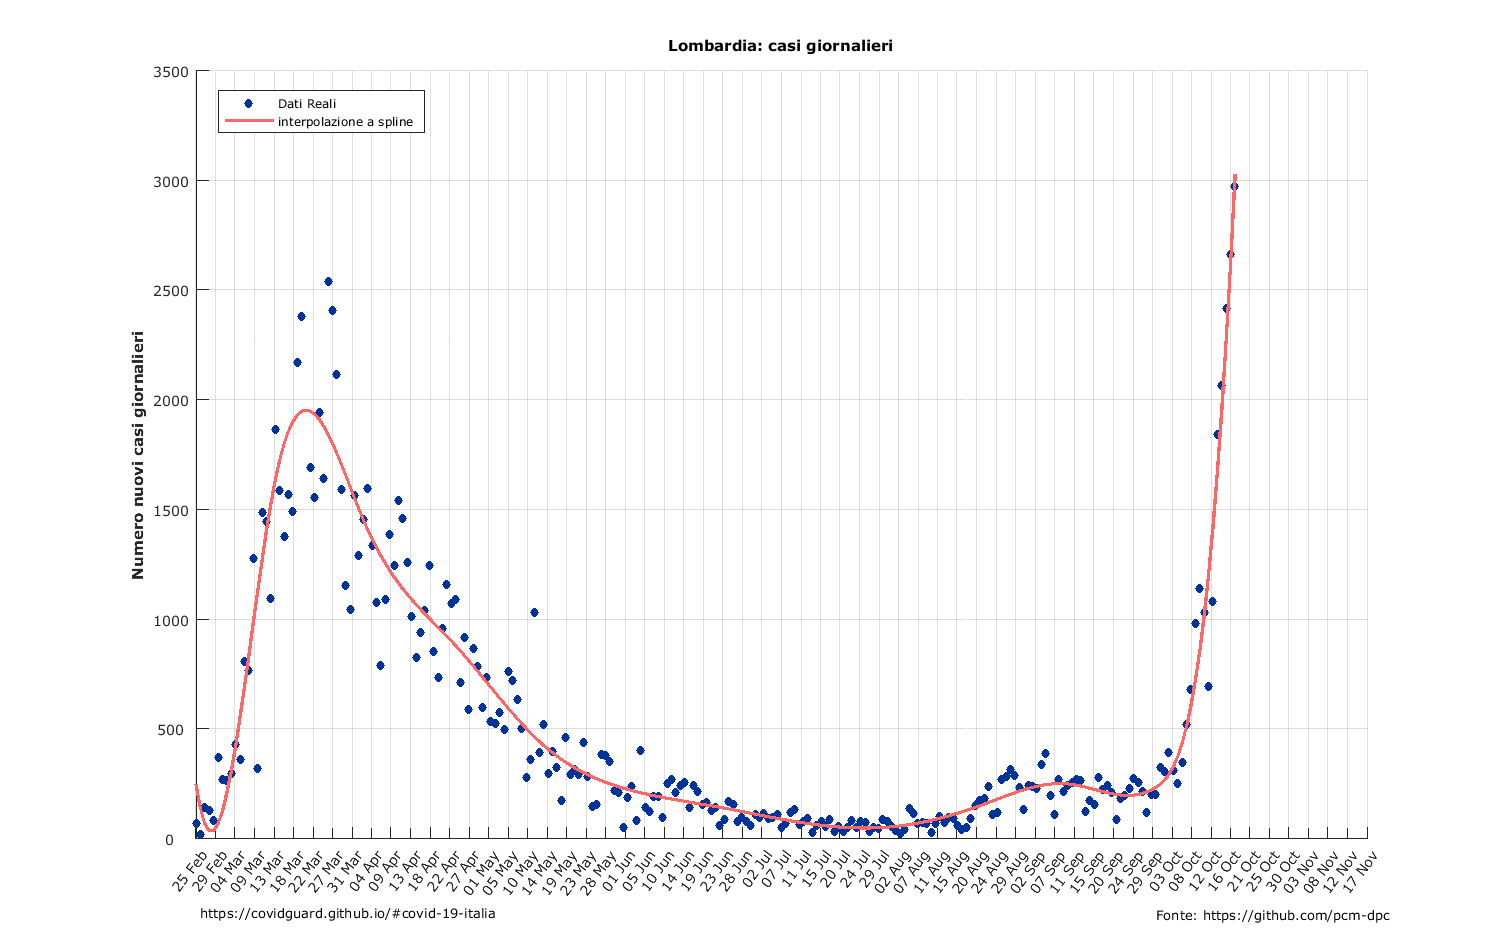 Lombardia: casi giornalieri
3500
3000
2500
2000
1500
1000
500
0
Numero nuovi casi giornalieri
Dati Reali
interpolazione a spline
25 Feb
29 Feb
04 Mar
09 Mar
13 Mar
18 Mar
22 Mar
27 Mar
31 Mar
04 Apr
09 Apr
13 Apr
18 Apr
22 Apr
27 Apr
01 May
05 May
10 May
14 May
19 May
23 May
28 May
01 Jun
05 Jun
10 Jun
14 Jun
19 Jun
23 Jun
28 Jun
02 Jul
07 Jul
11 Jul
15 Jul
20 Jul
24 Jul
29 Jul
02 Aug
07 Aug
11 Aug
15 Aug
20 Aug
24 Aug
29 Aug
02 Sep
07 Sep
11 Sep
15 Sep
20 Sep
24 Sep
29 Sep
03 Oct
08 Oct
12 Oct
16 Oct
21 Oct
25 Oct
30 Oct
03 Nov
08 Nov
12 Nov
17 Nov
https://covidguard.github.io/#covid-19-italia
Fonte: https://github.com/pcm-dpc